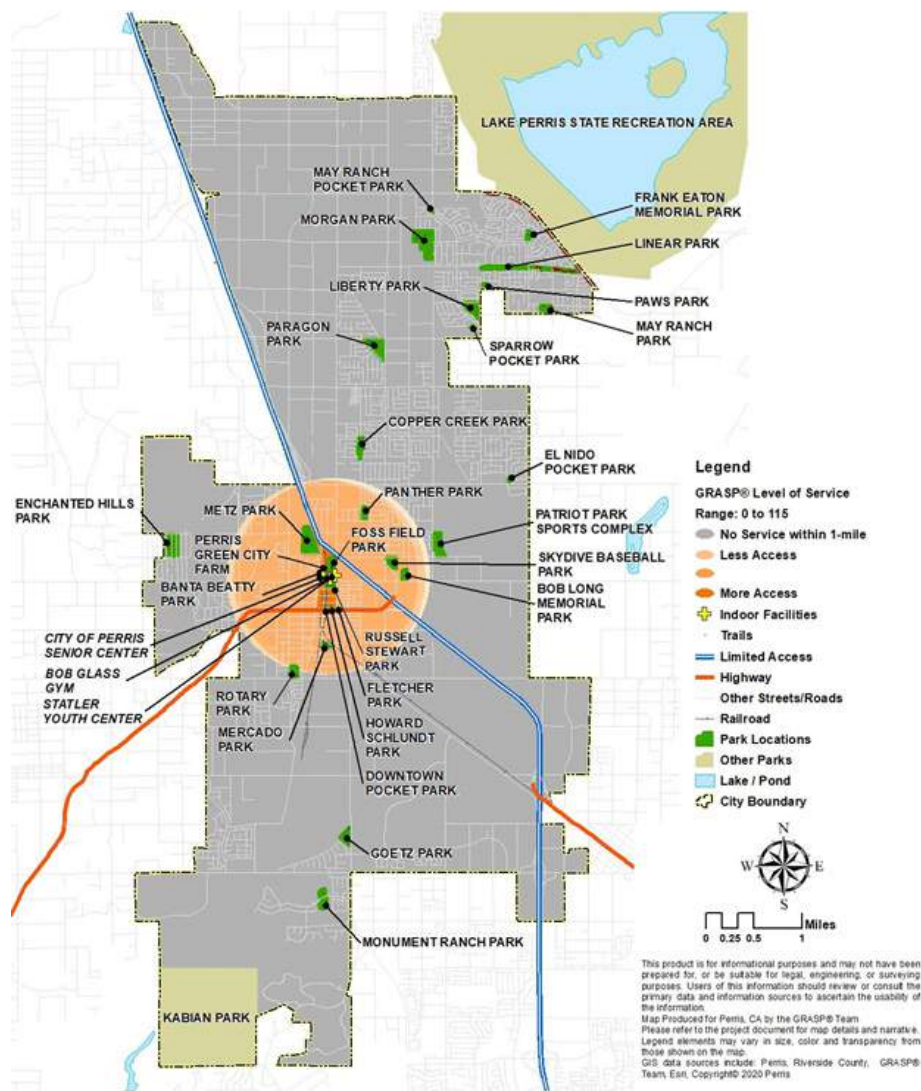 LAKE PERRIS STATE RECREATION AREA
MAY RANCH
POCKET PARK
MORGAN PARK
FRANK EATON
MEMORIAL PARK
LINEAR PARK
LIBERTY PARK
PAWS PARK
MAY RANCH
PARK
SPARROW
POCKET PARK
PARAGON
PARK
COPPER CREEK PARK
EL NIDO
POCKET PARK
ENCHANTED HILLS
PARK
METZ PARK
PANTHER PARK
PATRIOT PARK
SPORTS COMPLEX
PERRIS
GREEN CITY
FARM
FOSS FIELD
PARK
SKYDIVE BASEBALL
PARK
BANTA BEATTY
PARK
BOB LONG
MEMORIAL
PARK
CITY OF PERRIS
SENIOR CENTER
BOB GLASS
GYM
STATLER
YOUTH CENTER
RUSSELL
STEWART
PARK
ROTARY
PARK
FLETCHER
PARK
MERCADO
PARK
HOWARD
SCHLUNDT
PARK
DOWNTOWN
POCKET PARK
GOETZ PARK
MONUMENT RANCH PARK
KABIAN PARK
Legend
GRASP® Level of Service
Range: 0 to 115
No Service within 1-mile
Less Access
More Access
Indoor Facilities
Trails
Limited Access
Highway
Other Streets/Roads
Railroad
Park Locations
Other Parks
Lake / Pond
City Boundary
N
W E
S
Miles
0 0.25 0.5 1
This product is for informational purposes and may not have been
prepared for, or be suitable for legal, engineering, or surveying
purposes. Users of this information should review or consult the
primary data and information sources to ascertain the usability of
the information.
Map Produced for Perris, CA by the GRASP® Team
Please refer to the project document for map details and narrative.
Legend elements may vary in size, color and transparency from
those shown on the map.
GIS data sources include: Perris, Riverside County, GRASP®
Team, Esri, Copyright© 2020 Perris